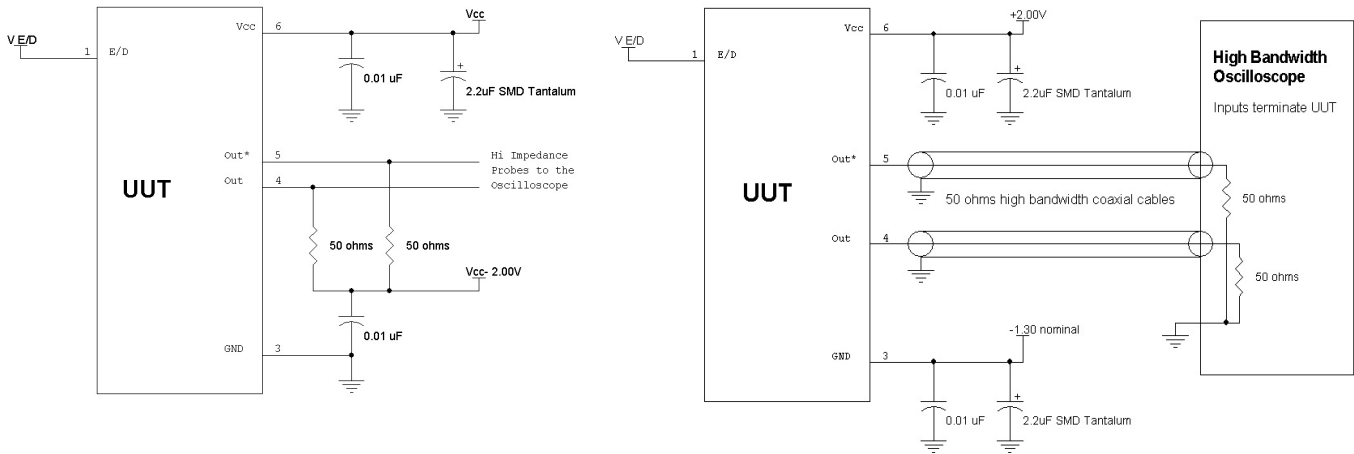 V E/D
1
E/D
UUT
Vcc
6
Vcc
0.01 uF
+
2.2uF SMD Tantalum
Out*
5
Out
4
Hi Impedance
Probes to the
Oscilloscope
50 ohms
50 ohms
Vcc- 2.00V
0.01 uF
GND
3
V E/D
1
E/D
UUT
Vcc
6
+2.00V
0.01 uF
+
2.2uF SMD Tantalum
High Bandwidth
Oscilloscope
Inputs terminate UUT
Out*
5
50 ohms high bandwidth coaxial cables
50 ohms
Out
4
50 ohms
-1.30 nominal
GND
3
0.01 uF
+
2.2uF SMD Tantalum